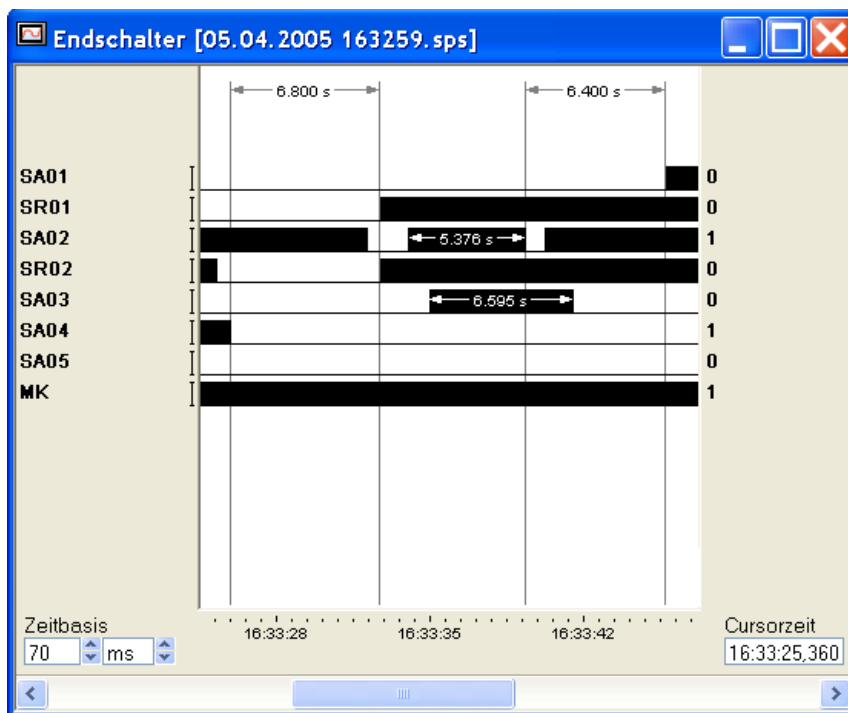 Endschalter [05.04.2005 163259.sps]
6.800 s 6.400 s
SA01 0
SR01 0
SA02 5.376 s 1
SR02 0
SA03 6.595 s 0
SA04 1
SA05 0
MK 1
Zeitbasis Cursorzeit
16:33:28 16:33:35 16:33:42
70 ms 16:33:25,360